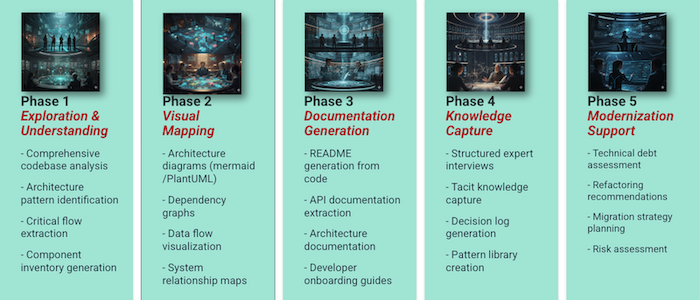 Phase 1
Exploration &
Understanding
- Comprehensive
codebase analysis
- Architecture
pattern identification
- Critical flow
extraction
- Component
inventory generation
Phase 2
Visual
Mapping
- Architecture
diagrams (mermaid
/PlantUML)
- Dependency
graphs
- Data flow
visualization
- System
relationship maps
Phase 3
Documentation
Generation
- README
generation from
code
- API documentation
extraction
- Architecture
documentation
- Developer
onboarding guides
Phase 4
Knowledge
Capture
- Structured expert
interviews
- Tacit knowledge
capture
- Decision log
generation
- Pattern library
creation
Phase 5
Modernization
Support
- Technical debt
assessment
- Refactoring
recommendations
- Migration strategy
planning
- Risk assessment